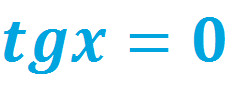 tgx = 0